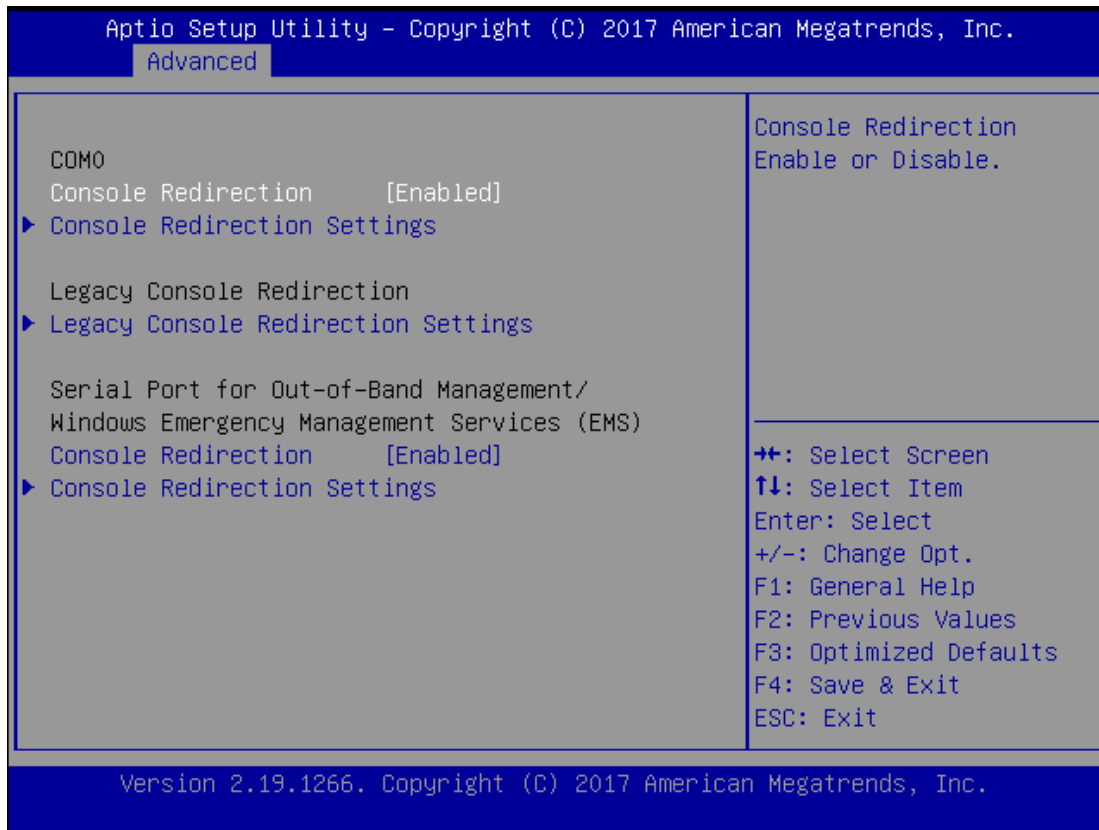 Aptio Setup Utility – Copyright (C) 2017 American Megatrends, Inc.
Advanced
COM0
Console Redirection [Enabled]
▶ Console Redirection Settings
Legacy Console Redirection
▶ Legacy Console Redirection Settings
Serial Port for Out-of-Band Management/
Windows Emergency Management Services (EMS)
Console Redirection [Enabled]
▶ Console Redirection Settings
Console Redirection
Enable or Disable.
→←: Select Screen
↑↓: Select Item
Enter: Select
+/-: Change Opt.
F1: General Help
F2: Previous Values
F3: Optimized Defaults
F4: Save & Exit
ESC: Exit
Version 2.19.1266. Copyright (C) 2017 American Megatrends, Inc.